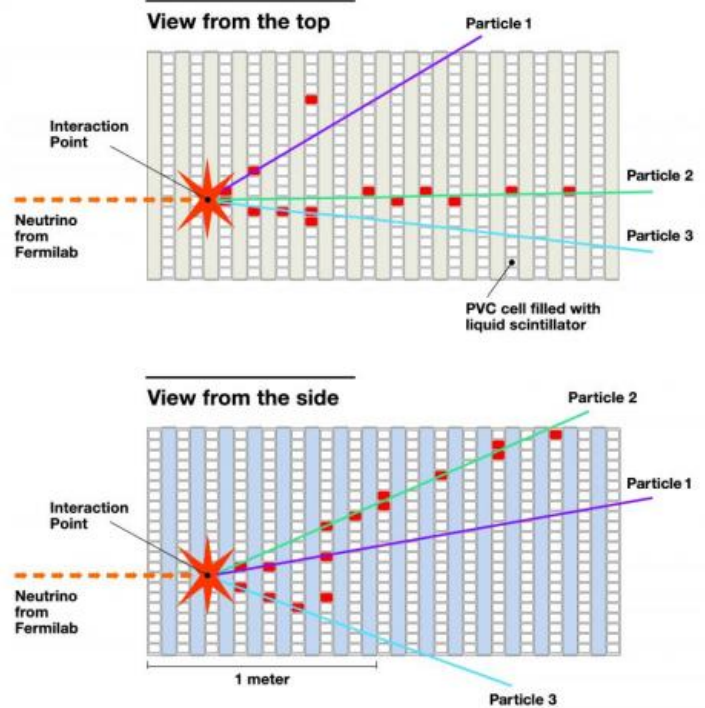 View from the top
Particle 1
Interaction
Point
Particle 2
Neutrino
from
Fermilab
Particle 3
PVC cell filled with
liquid scintillator
View from the side
Particle 2
Particle 1
Interaction
Point
Neutrino
from
Fermilab
1 meter
Particle 3